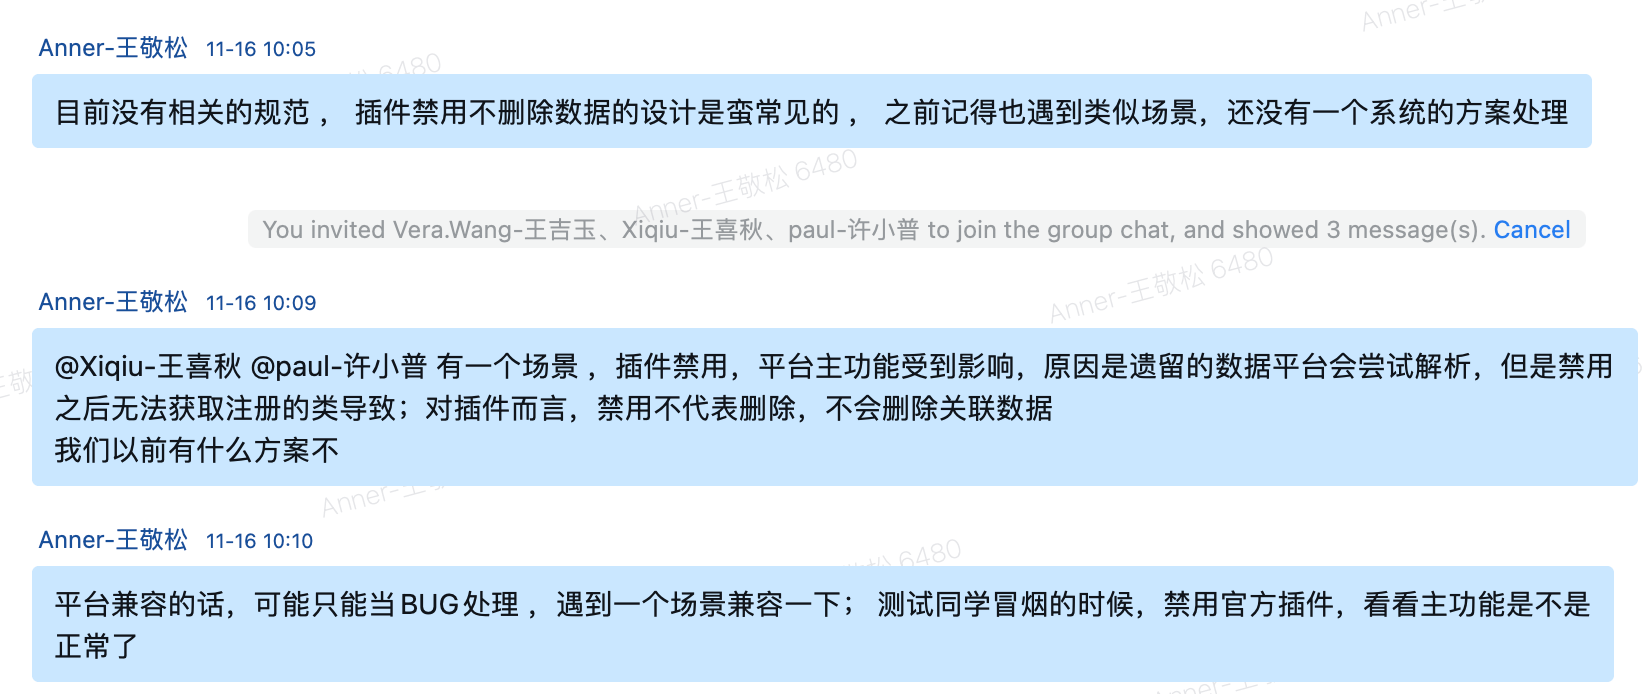 Anner-王敬松 11-16 10:05
目前没有相关的规范， 插件禁用不删除数据的设计是蛮常见的， 之前记得也遇到类似场景，还没有一个系统的方案处理
You invited Vera.Wang-王吉玉、Xiqiu-王喜秋、paul-许小普 to join the group chat, and showed 3 message(s). Cancel
Anner-王敬松 11-16 10:09
@Xiqiu-王喜秋 @paul-许小普 有一个场景，插件禁用，平台主功能受到影响，原因是遗留的数据平台会尝试解析，但是禁用
之后无法获取注册的类导致；对插件而言，禁用不代表删除，不会删除关联数据
我们以前有什么方案不
Anner-王敬松 11-16 10:10
平台兼容的话，可能只能当BUG处理，遇到一个场景兼容一下； 测试同学冒烟的时候，禁用官方插件，看看主功能是不是
正常了
Anner-王敬松 6480
Anner-王敬松 6480